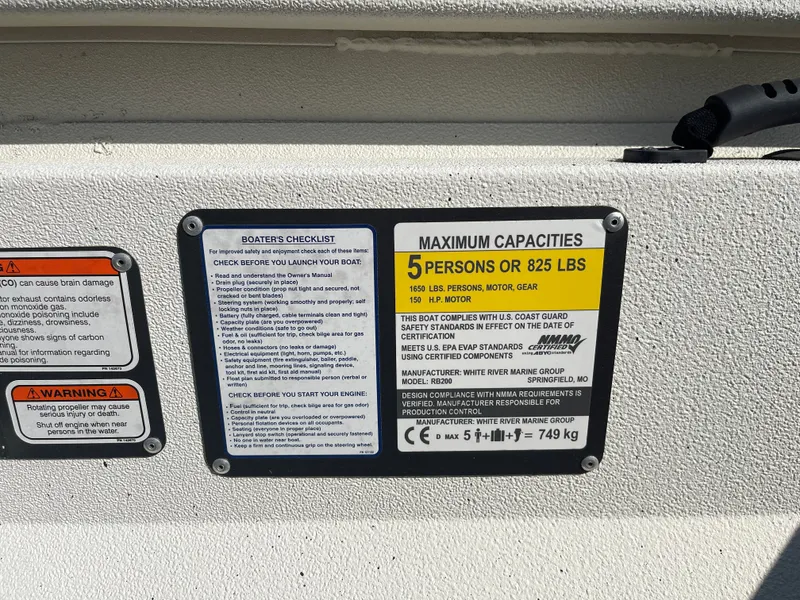 (CO) can cause brain damage
tor exhaust contains odorless
on monoxide gas.
monoxide poisoning include
e, dizziness, drowsiness,
ciousness.
yone shows signs of carbon
ning.
anual for information regarding
de poisoning.
WARNING
Rotating propeller may cause
serious injury or death.
Shut off engine when near
persons in the water.
BOATER'S CHECKLIST
For improved safety and enjoyment check each of these items:
CHECK BEFORE YOU LAUNCH YOUR BOAT:
• Read and understand the Owner's Manual
• Drain plug (securely in place)
• Propeller condition (prop nut tight and secured, not
cracked or bent blades)
• Steering system (working smoothly and properly; self
locking nuts in place)
• Battery (fully charged, cable terminals clean and tight)
• Capacity plate (are you overpowered)
• Weather conditions (safe to go out)
• Fuel & oil (sufficient for trip, check bilge area for gas
odor, no leaks)
• Hoses & connectors (no leaks or damage)
• Electrical equipment (light, horn, pumps, etc.)
• Safety equipment (fire extinguisher, bailer, paddle,
anchor and line, mooring lines, signaling device,
tool kit, first aid kit, first aid manual)
• Float plan submitted to responsible person (verbal or
written)
CHECK BEFORE YOU START YOUR ENGINE:
• Fuel (sufficient for trip, check bilge area for gas odor)
• Control in neutral
• Capacity plate (are you overloaded or overpowered)
• Personal flotation devices on all occupants.
• Seating (everyone in proper place)
• Lanyard stop switch (operational and securely fastened)
• No one in water near boat.
• Keep a firm and continuous grip on the steering wheel.
MAXIMUM CAPACITIES
5 PERSONS OR 825 LBS
1650 LBS. PERSONS, MOTOR, GEAR
150 H.P. MOTOR
THIS BOAT COMPLIES WITH U.S. COAST GUARD
SAFETY STANDARDS IN EFFECT ON THE DATE OF
CERTIFICATION
MEETS U.S. EPA EVAP STANDARDS
USING CERTIFIED COMPONENTS
NMMA
CERTIFIED
using ABYC standards
MANUFACTURER: WHITE RIVER MARINE GROUP
MODEL: RB200 SPRINGFIELD, MO
DESIGN COMPLIANCE WITH NMMA REQUIREMENTS IS
VERIFIED. MANUFACTURER RESPONSIBLE FOR
PRODUCTION CONTROL
MANUFACTURER: WHITE RIVER MARINE GROUP
CE D MAX 5 + + = 749 kg